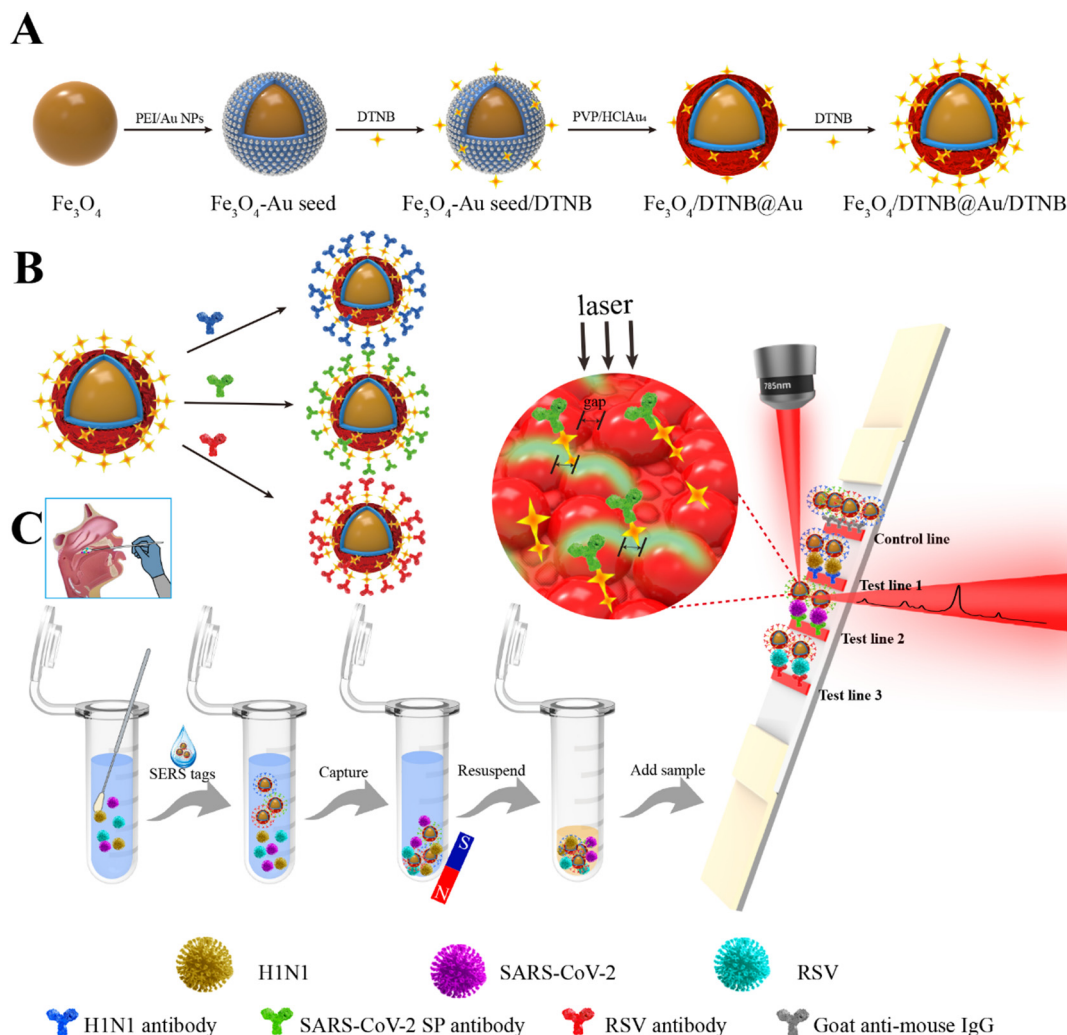 A
PEI/Au NPs
DTNB
PVP/HClAu₄
DTNB
Fe₃O₄
Fe₃O₄-Au seed
Fe₃O₄-Au seed/DTNB
Fe₃O₄/DTNB@Au
Fe₃O₄/DTNB@Au/DTNB
B
laser
gap
785nm
Control line
Test line 1
Test line 2
Test line 3
C
SERS tags
Capture
Resuspend
Add sample
S
N
H1N1
SARS-CoV-2
RSV
H1N1 antibody
SARS-CoV-2 SP antibody
RSV antibody
Goat anti-mouse IgG